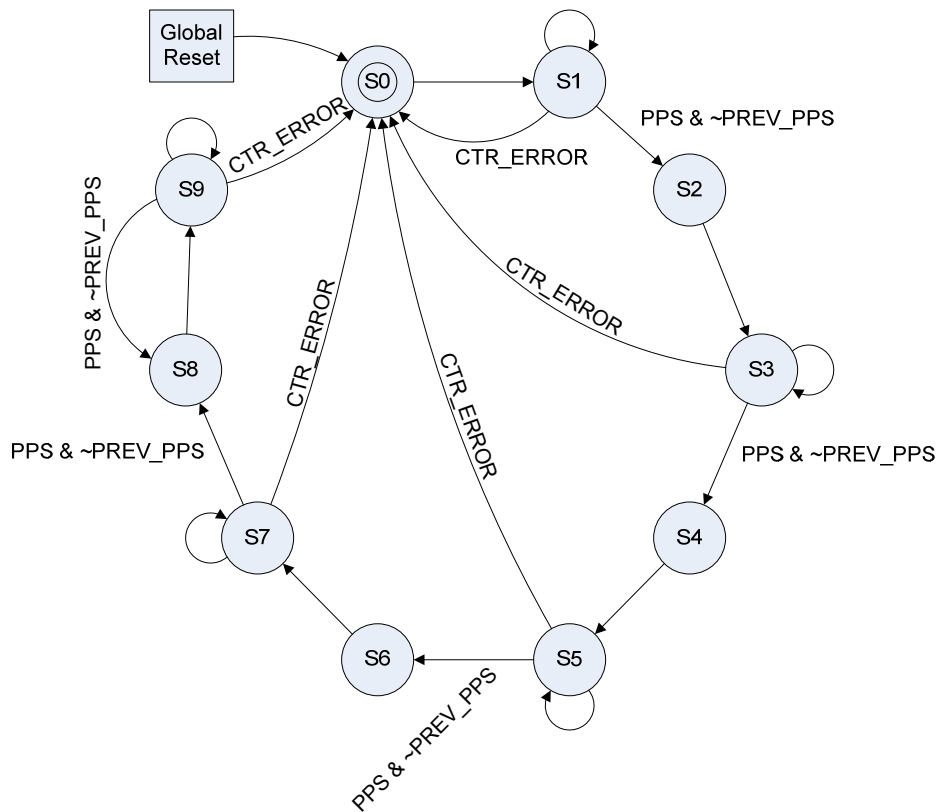 Global
Reset
S0
S1
PPS & ~PREV_PPS
CTR_ERROR
CTR_ERROR
S9
S2
PPS & ~PREV_PPS
CTR_ERROR
CTR_ERROR
CTR_ERROR
S8
S3
PPS & ~PREV_PPS
PPS & ~PREV_PPS
S7
S4
S6
S5
PPS & ~PREV_PPS